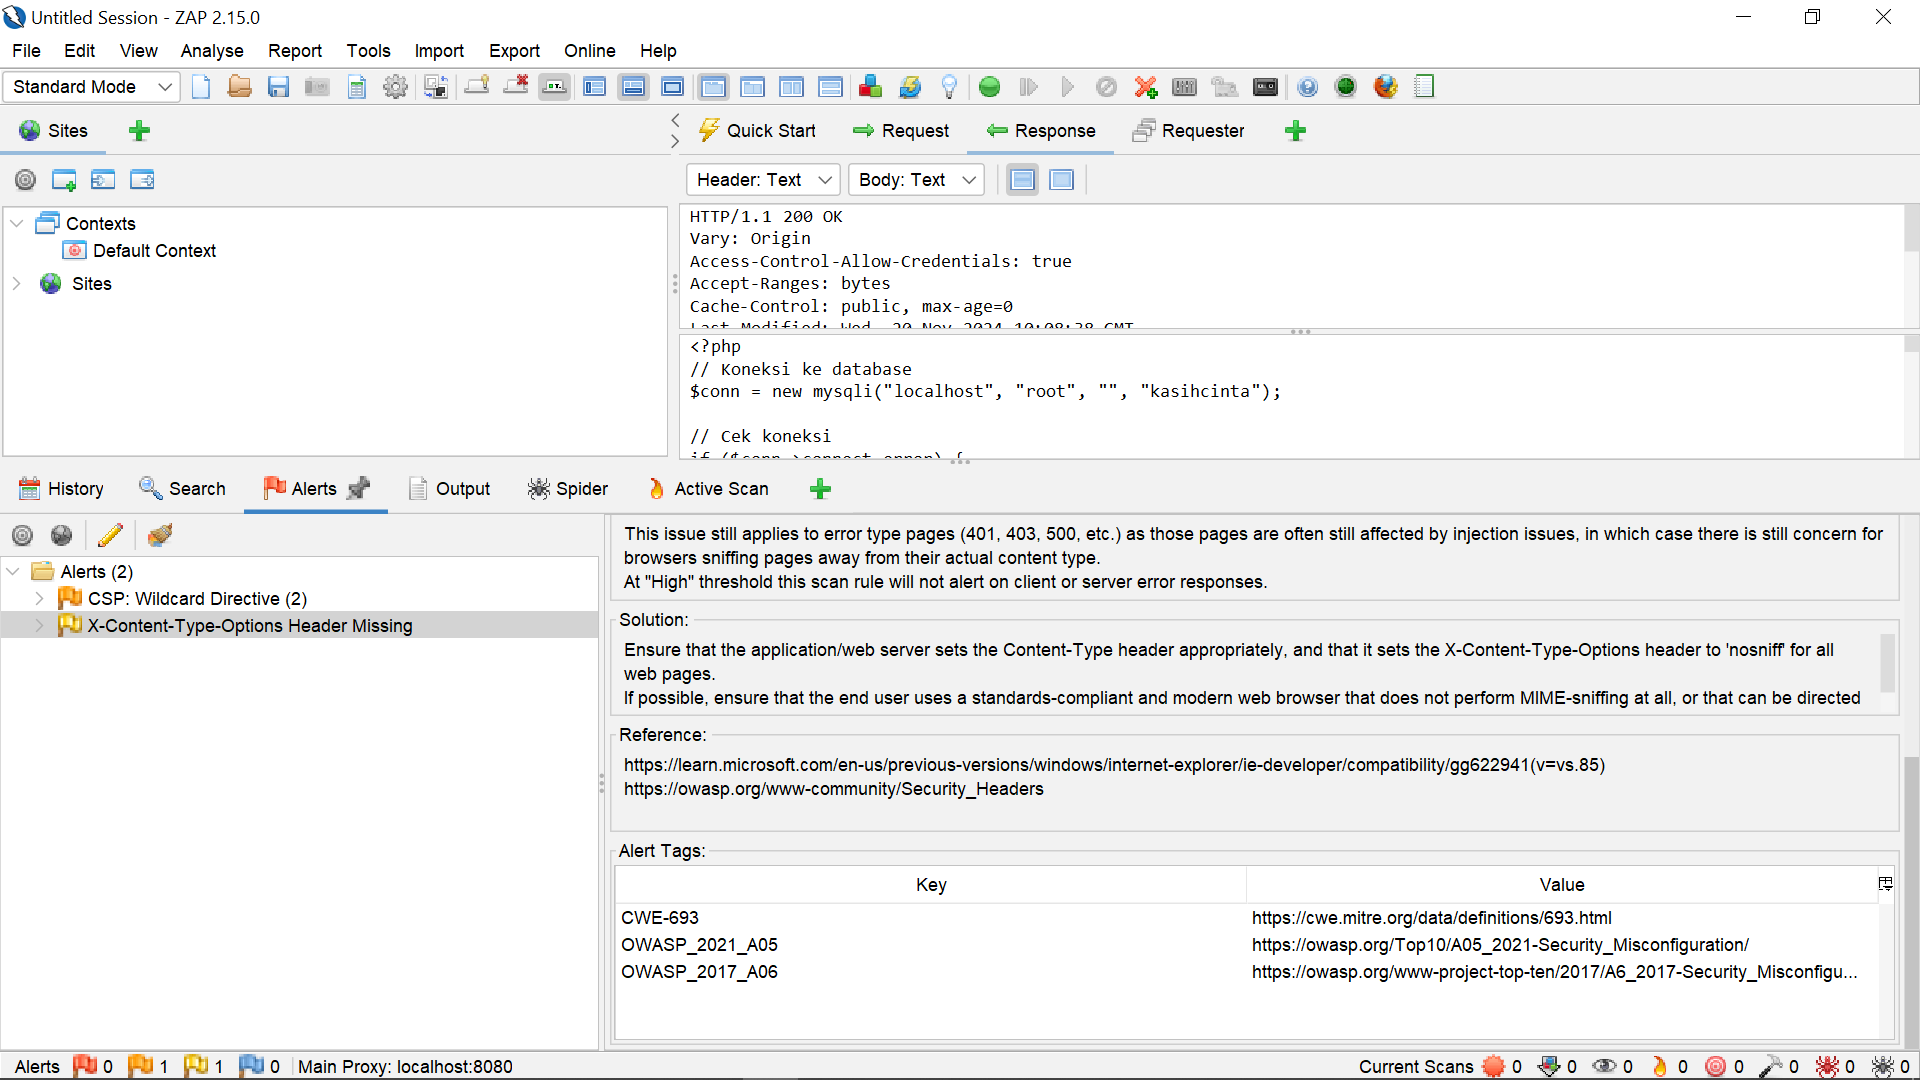 Untitled Session - ZAP 2.15.0
File Edit View Analyse Report Tools Import Export Online Help
Standard Mode
Sites
Quick Start Request Response Requester
Header: Text Body: Text
Contexts
Default Context
Sites
HTTP/1.1 200 OK
Vary: Origin
Access-Control-Allow-Credentials: true
Accept-Ranges: bytes
Cache-Control: public, max-age=0
Last-Modified: Wed, 20 Nov 2024 10:08:38 GMT
<?php
// Koneksi ke database
$conn = new mysqli("localhost", "root", "", "kasihcinta");
// Cek koneksi
if ($conn->connect_error) {
History Search Alerts Output Spider Active Scan
Alerts (2)
CSP: Wildcard Directive (2)
X-Content-Type-Options Header Missing
This issue still applies to error type pages (401, 403, 500, etc.) as those pages are often still affected by injection issues, in which case there is still concern for
browsers sniffing pages away from their actual content type.
At "High" threshold this scan rule will not alert on client or server error responses.
Solution:
Ensure that the application/web server sets the Content-Type header appropriately, and that it sets the X-Content-Type-Options header to 'nosniff' for all
web pages.
If possible, ensure that the end user uses a standards-compliant and modern web browser that does not perform MIME-sniffing at all, or that can be directed
Reference:
https://learn.microsoft.com/en-us/previous-versions/windows/internet-explorer/ie-developer/compatibility/gg622941(v=vs.85)
https://owasp.org/www-community/Security_Headers
Alert Tags:
Key Value
CWE-693 https://cwe.mitre.org/data/definitions/693.html
OWASP_2021_A05 https://owasp.org/Top10/A05_2021-Security_Misconfiguration/
OWASP_2017_A06 https://owasp.org/www-project-top-ten/2017/A6_2017-Security_Misconfigu...
Alerts 0 1 1 0 Main Proxy: localhost:8080 Current Scans 0 0 0 0 0 0 0 0